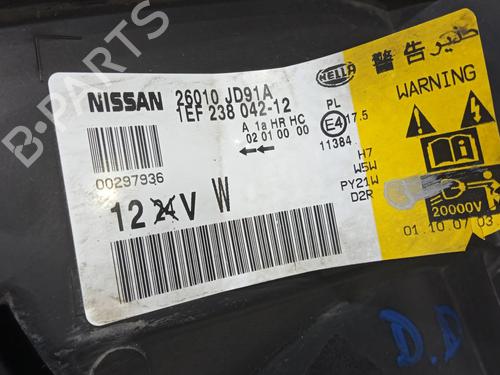 HELLA
警告
WARNING
NISSAN
26010 JD91A
1EF 238 042-12
A 1a HR HC
02 01 00 00
PL
E4
17.5
11384
H7
W5W
PY21W
D2R
00297936
12 24 V W
20000V
01.10.07 03
D.D
B-PARTS